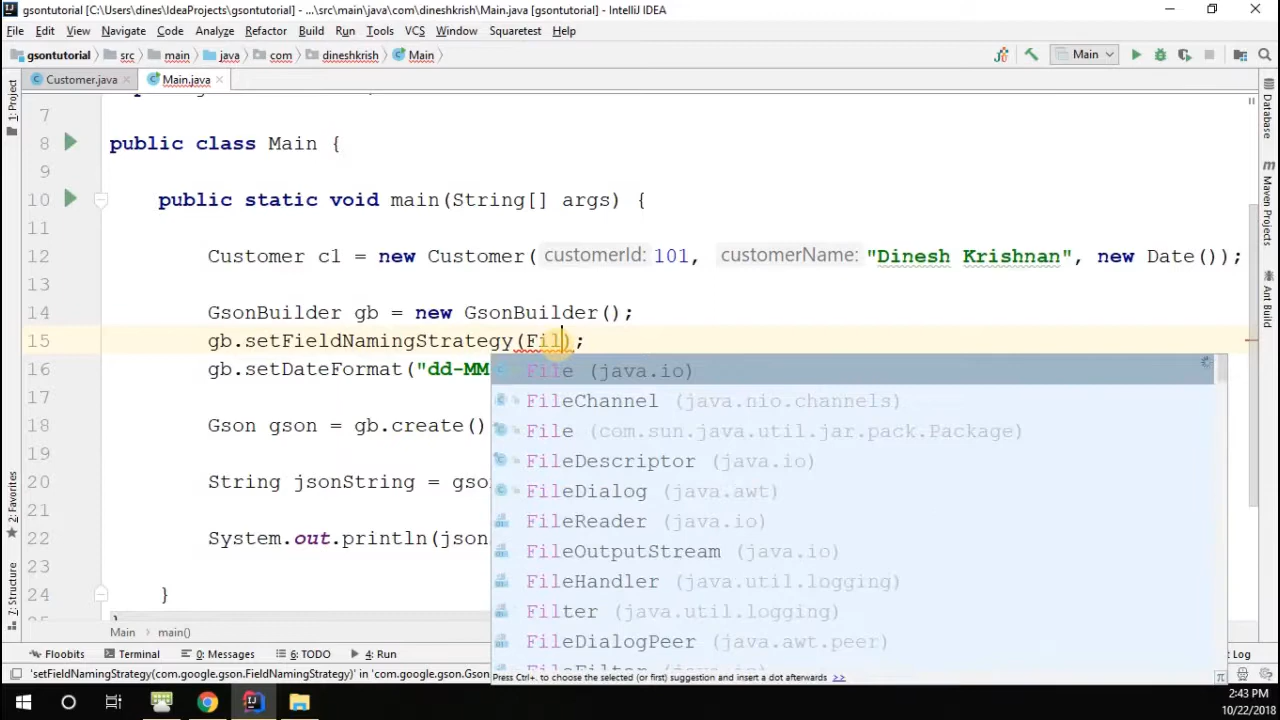 gsontutorial [C:\Users\dines\IdeaProjects\gsontutorial] - ...\src\main\java\com\dineshkrish\Main.java [gsontutorial] - IntelliJ IDEA
File Edit View Navigate Code Analyze Refactor Build Run Tools VCS Window Squaretest Help
gsontutorial src main java com dineshkrish Main
Main
Customer.java Main.java
1: Project
2: Favorites
7: Structure
Database
Maven Projects
Ant Build
7
8 public class Main {
9
10 public static void main(String[] args) {
11
12 Customer c1 = new Customer( customerId: 101, customerName: "Dinesh Krishnan", new Date());
13
14 GsonBuilder gb = new GsonBuilder();
15 gb.setFieldNamingStrategy(Fil);
16 gb.setDateFormat("dd-MM
17
18 Gson gson = gb.create()
19
20 String jsonString = gso
21
22 System.out.println(json
23
24 }
File (java.io)
FileChannel (java.nio.channels)
File (com.sun.java.util.jar.pack.Package)
FileDescriptor (java.io)
FileDialog (java.awt)
FileReader (java.io)
FileOutputStream (java.io)
FileHandler (java.util.logging)
Filter (java.util.logging)
FileDialogPeer (java.awt.peer)
Press Ctrl+. to choose the selected (or first) suggestion and insert a dot afterwards >>
Main main()
Floobits Terminal 0: Messages 6: TODO 4: Run
Log
'setFieldNamingStrategy(com.google.gson.FieldNamingStrategy)' in 'com.google.gson.Gson
2:43 PM
10/22/2018